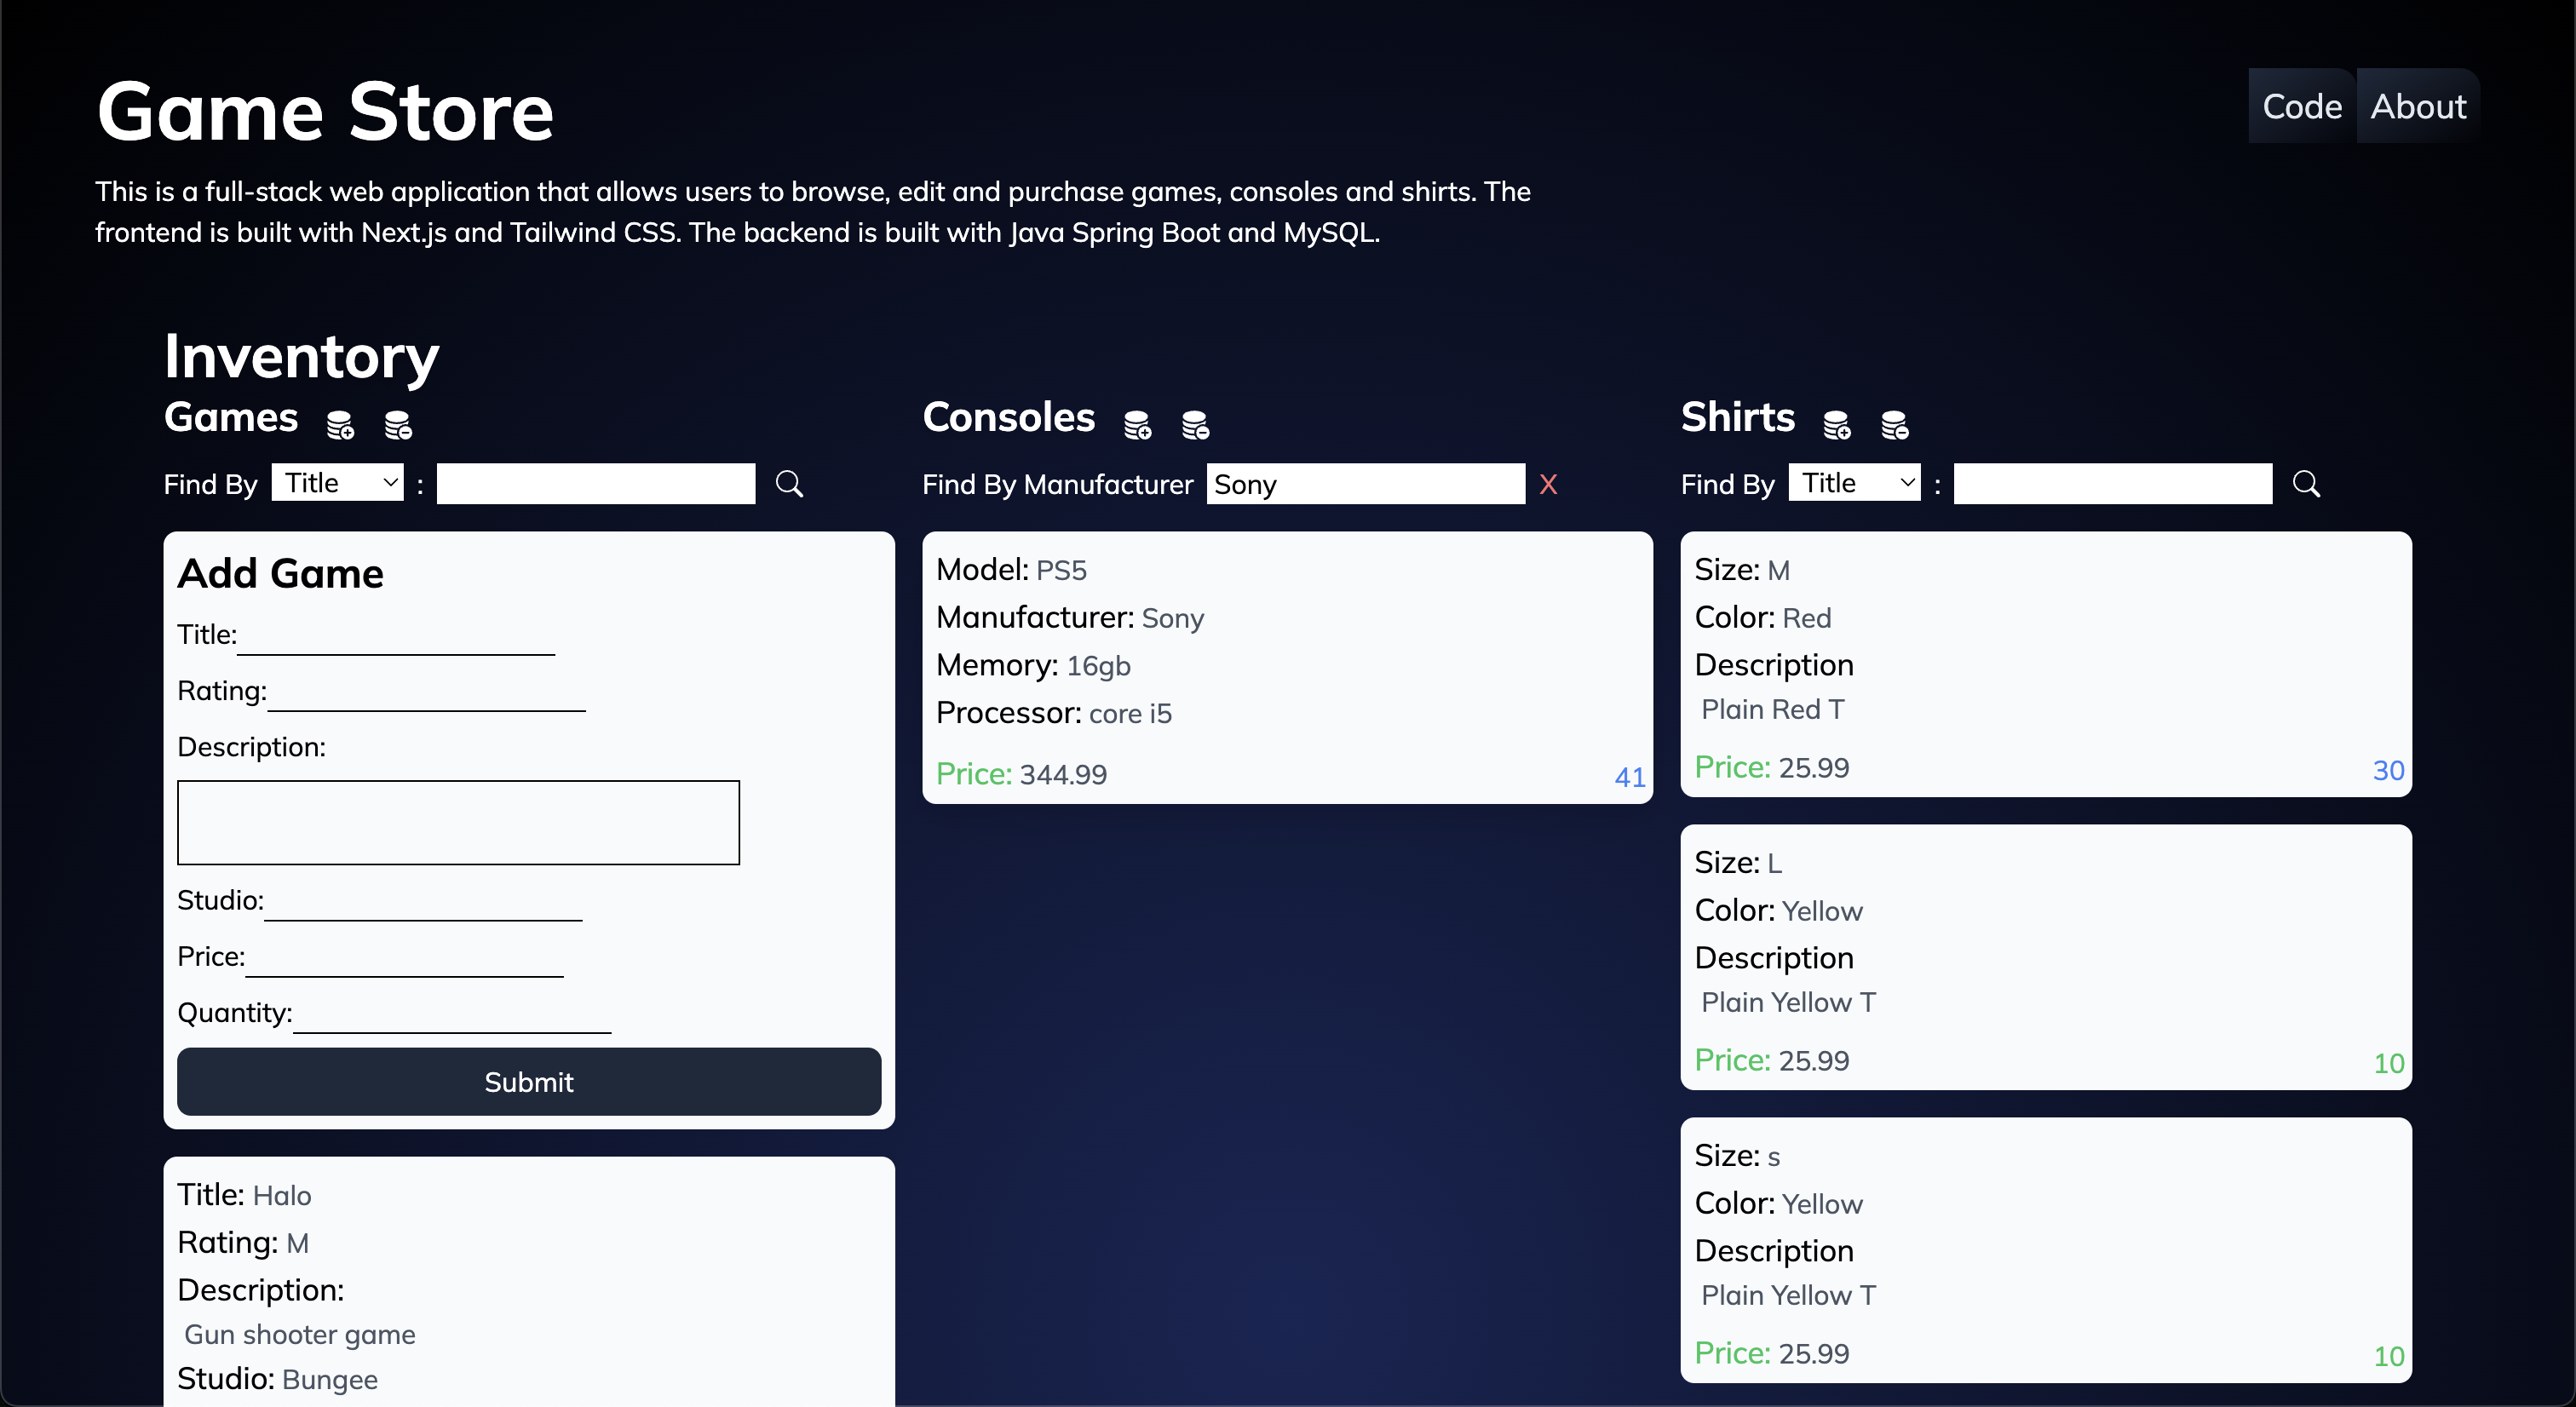 Game Store
Code
About
This is a full-stack web application that allows users to browse, edit and purchase games, consoles and shirts. The
frontend is built with Next.js and Tailwind CSS. The backend is built with Java Spring Boot and MySQL.
Inventory
Games
Find By Title :
Add Game
Title:
Rating:
Description:
Studio:
Price:
Quantity:
Submit
Title: Halo
Rating: M
Description:
Gun shooter game
Studio: Bungee
Consoles
Find By Manufacturer Sony X
Model: PS5
Manufacturer: Sony
Memory: 16gb
Processor: core i5
Price: 344.99 41
Shirts
Find By Title :
Size: M
Color: Red
Description
Plain Red T
Price: 25.99 30
Size: L
Color: Yellow
Description
Plain Yellow T
Price: 25.99 10
Size: s
Color: Yellow
Description
Plain Yellow T
Price: 25.99 10